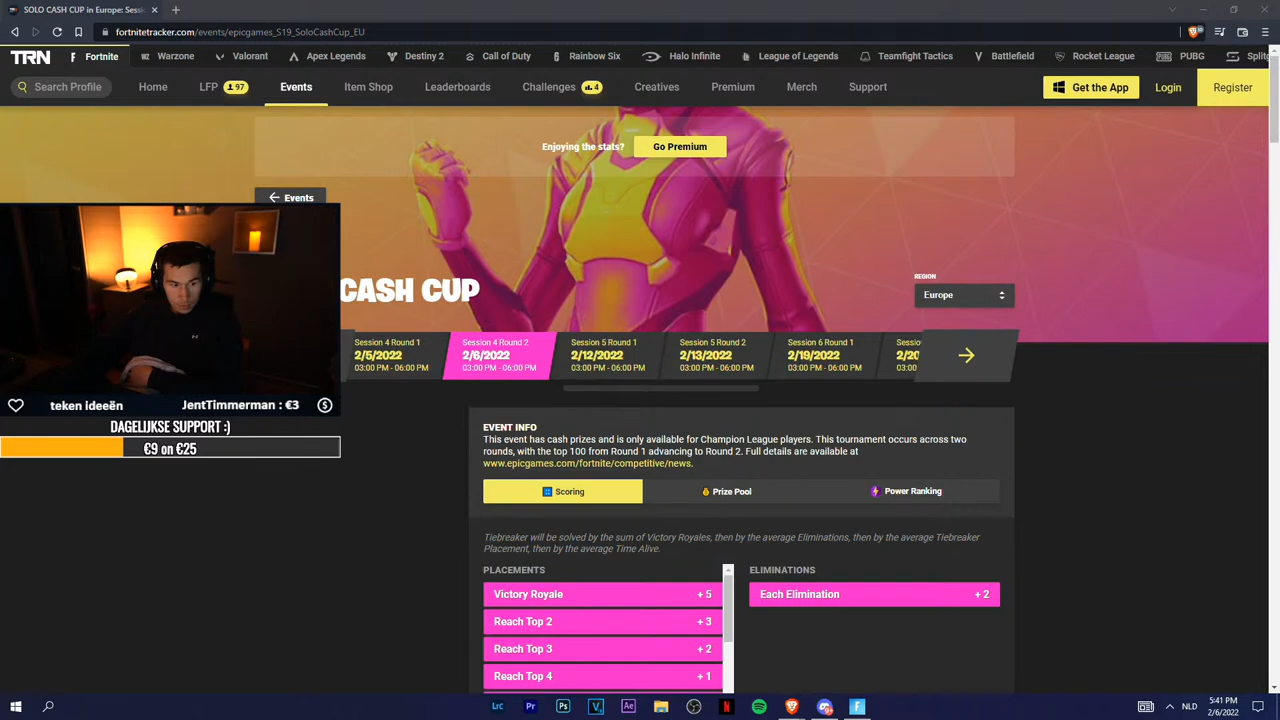 SOLO CASH CUP in Europe: Sessi
fortnitetracker.com/events/epicgames_S19_SoloCashCup_EU
TRN
Fortnite
Warzone
Valorant
Apex Legends
Destiny 2
Call of Duty
Rainbow Six
Halo Infinite
League of Legends
Teamfight Tactics
Battlefield
Rocket League
PUBG
Split
Search Profile
Home
LFP 97
Events
Item Shop
Leaderboards
Challenges 4
Creatives
Premium
Merch
Support
Get the App
Login
Register
Enjoying the stats?
Go Premium
Events
CASH CUP
REGION
Europe
Session 4 Round 1
2/5/2022
03:00 PM - 06:00 PM
Session 4 Round 2
2/6/2022
03:00 PM - 06:00 PM
Session 5 Round 1
2/12/2022
03:00 PM - 06:00 PM
Session 5 Round 2
2/13/2022
03:00 PM - 06:00 PM
Session 6 Round 1
2/19/2022
03:00 PM - 06:00 PM
Sessio
2/20
03:00
teken ideeën
JentTimmerman : €3
DAGELIJKSE SUPPORT :)
€9 on €25
EVENT INFO
This event has cash prizes and is only available for Champion League players. This tournament occurs across two
rounds, with the top 100 from Round 1 advancing to Round 2. Full details are available at
www.epicgames.com/fortnite/competitive/news.
Scoring
Prize Pool
Power Ranking
Tiebreaker will be solved by the sum of Victory Royales, then by the average Eliminations, then by the average Tiebreaker
Placement, then by the average Time Alive.
PLACEMENTS
Victory Royale + 5
Reach Top 2 + 3
Reach Top 3 + 2
Reach Top 4 + 1
ELIMINATIONS
Each Elimination + 2
Lrc
Pr
Ps
V
Ae
N
F
NLD
5:41 PM
2/6/2022